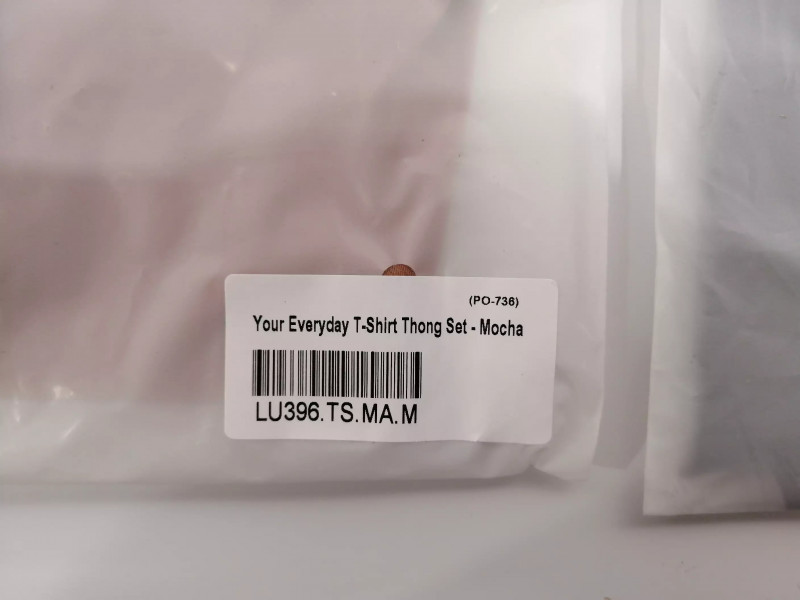 (PO-736)
Your Everyday T-Shirt Thong Set - Mocha
LU396.TS.MA.M